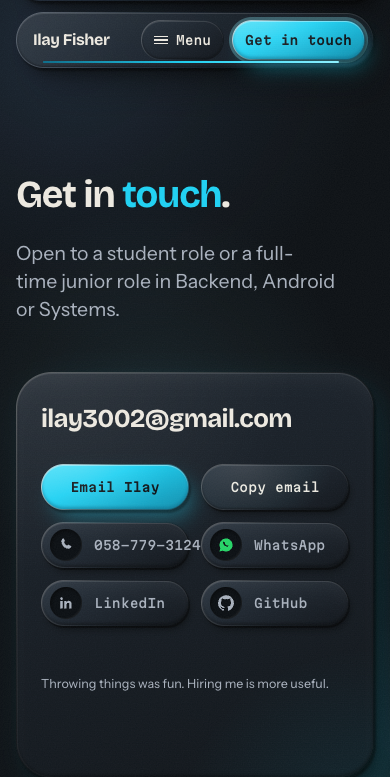 Ilay Fisher
Menu
Get in touch
Get in touch.
Open to a student role or a full-
time junior role in Backend, Android
or Systems.
ilay3002@gmail.com
Email Ilay
Copy email
058-779-3124
WhatsApp
in LinkedIn
GitHub
Throwing things was fun. Hiring me is more useful.